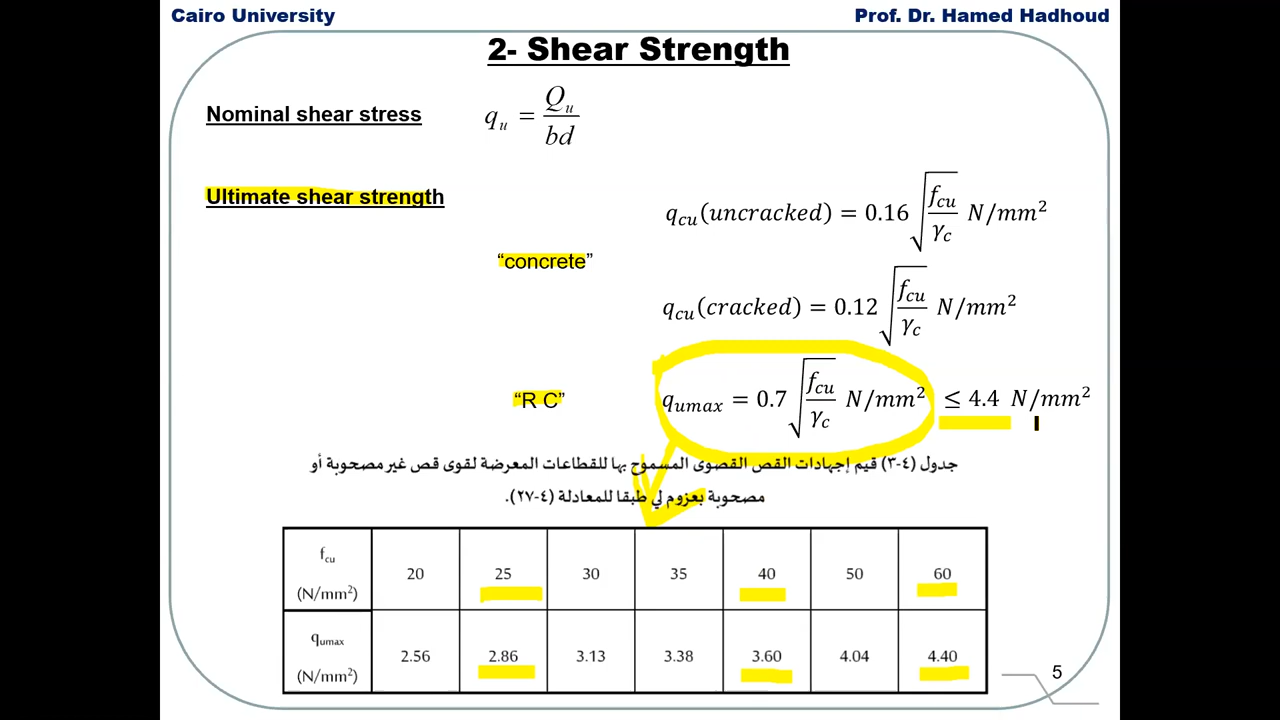 Cairo University
Prof. Dr. Hamed Hadhoud
2- Shear Strength
Nominal shear stress q_u = Q_u / bd
Ultimate shear strength
q_cu(uncracked) = 0.16 √(f_cu / γ_c) N/mm²
“concrete”
q_cu(cracked) = 0.12 √(f_cu / γ_c) N/mm²
“R C” q_umax = 0.7 √(f_cu / γ_c) N/mm² ≤ 4.4 N/mm²
جدول (٤-٣) قيم إجهادات القص القصوى المسموح بها للقطاعات المعرضة لقوى قص غير مصحوبة أو
مصحوبة بعزوم لي طبقا للمعادلة (٤-٢٧).
f_cu (N/mm²) 20 25 30 35 40 50 60
q_umax (N/mm²) 2.56 2.86 3.13 3.38 3.60 4.04 4.40
5